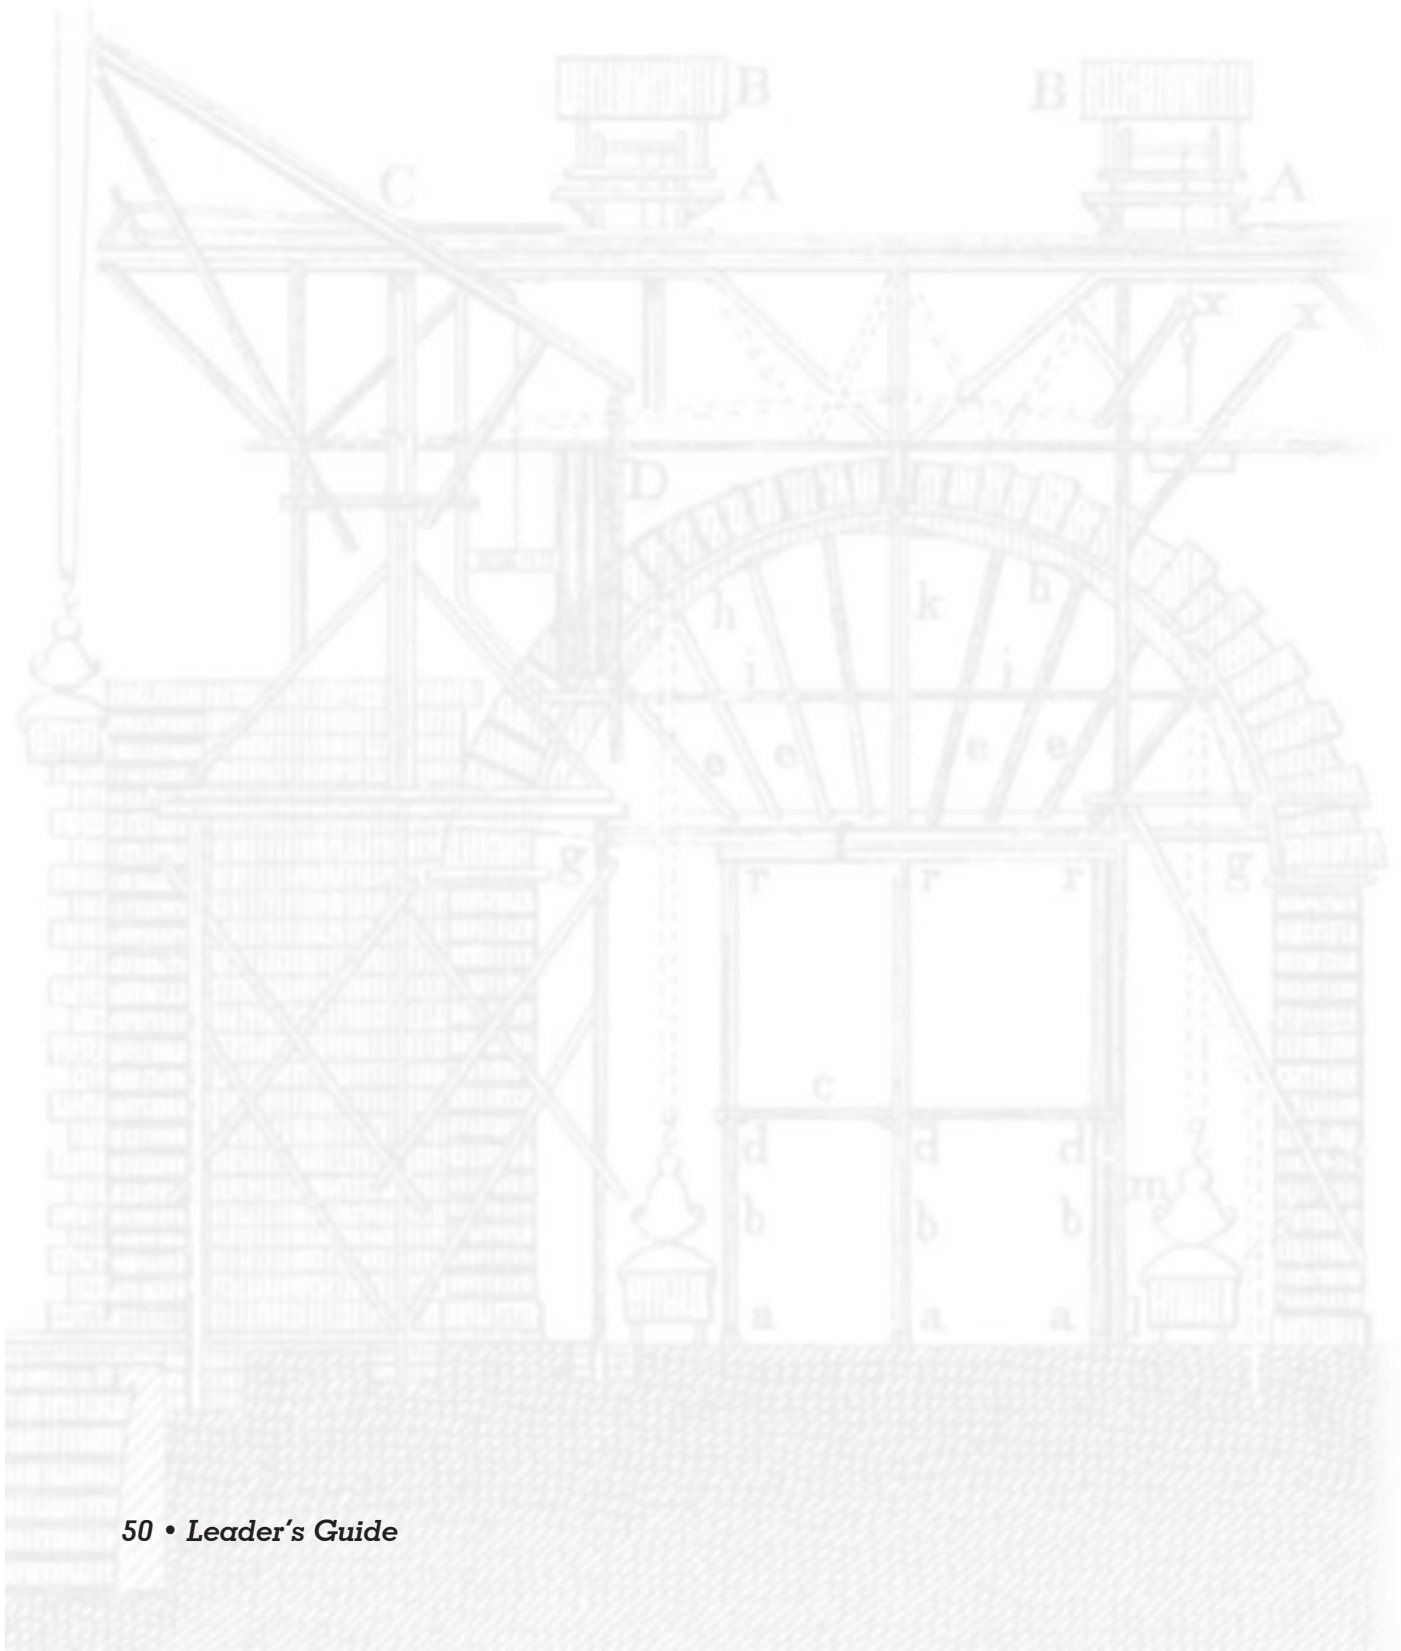 B B
A A
C
x x
D
h k h
i i
e e e e
g r r r g
c
d d d
m
b b b
a a a l
50 • Leader’s Guide